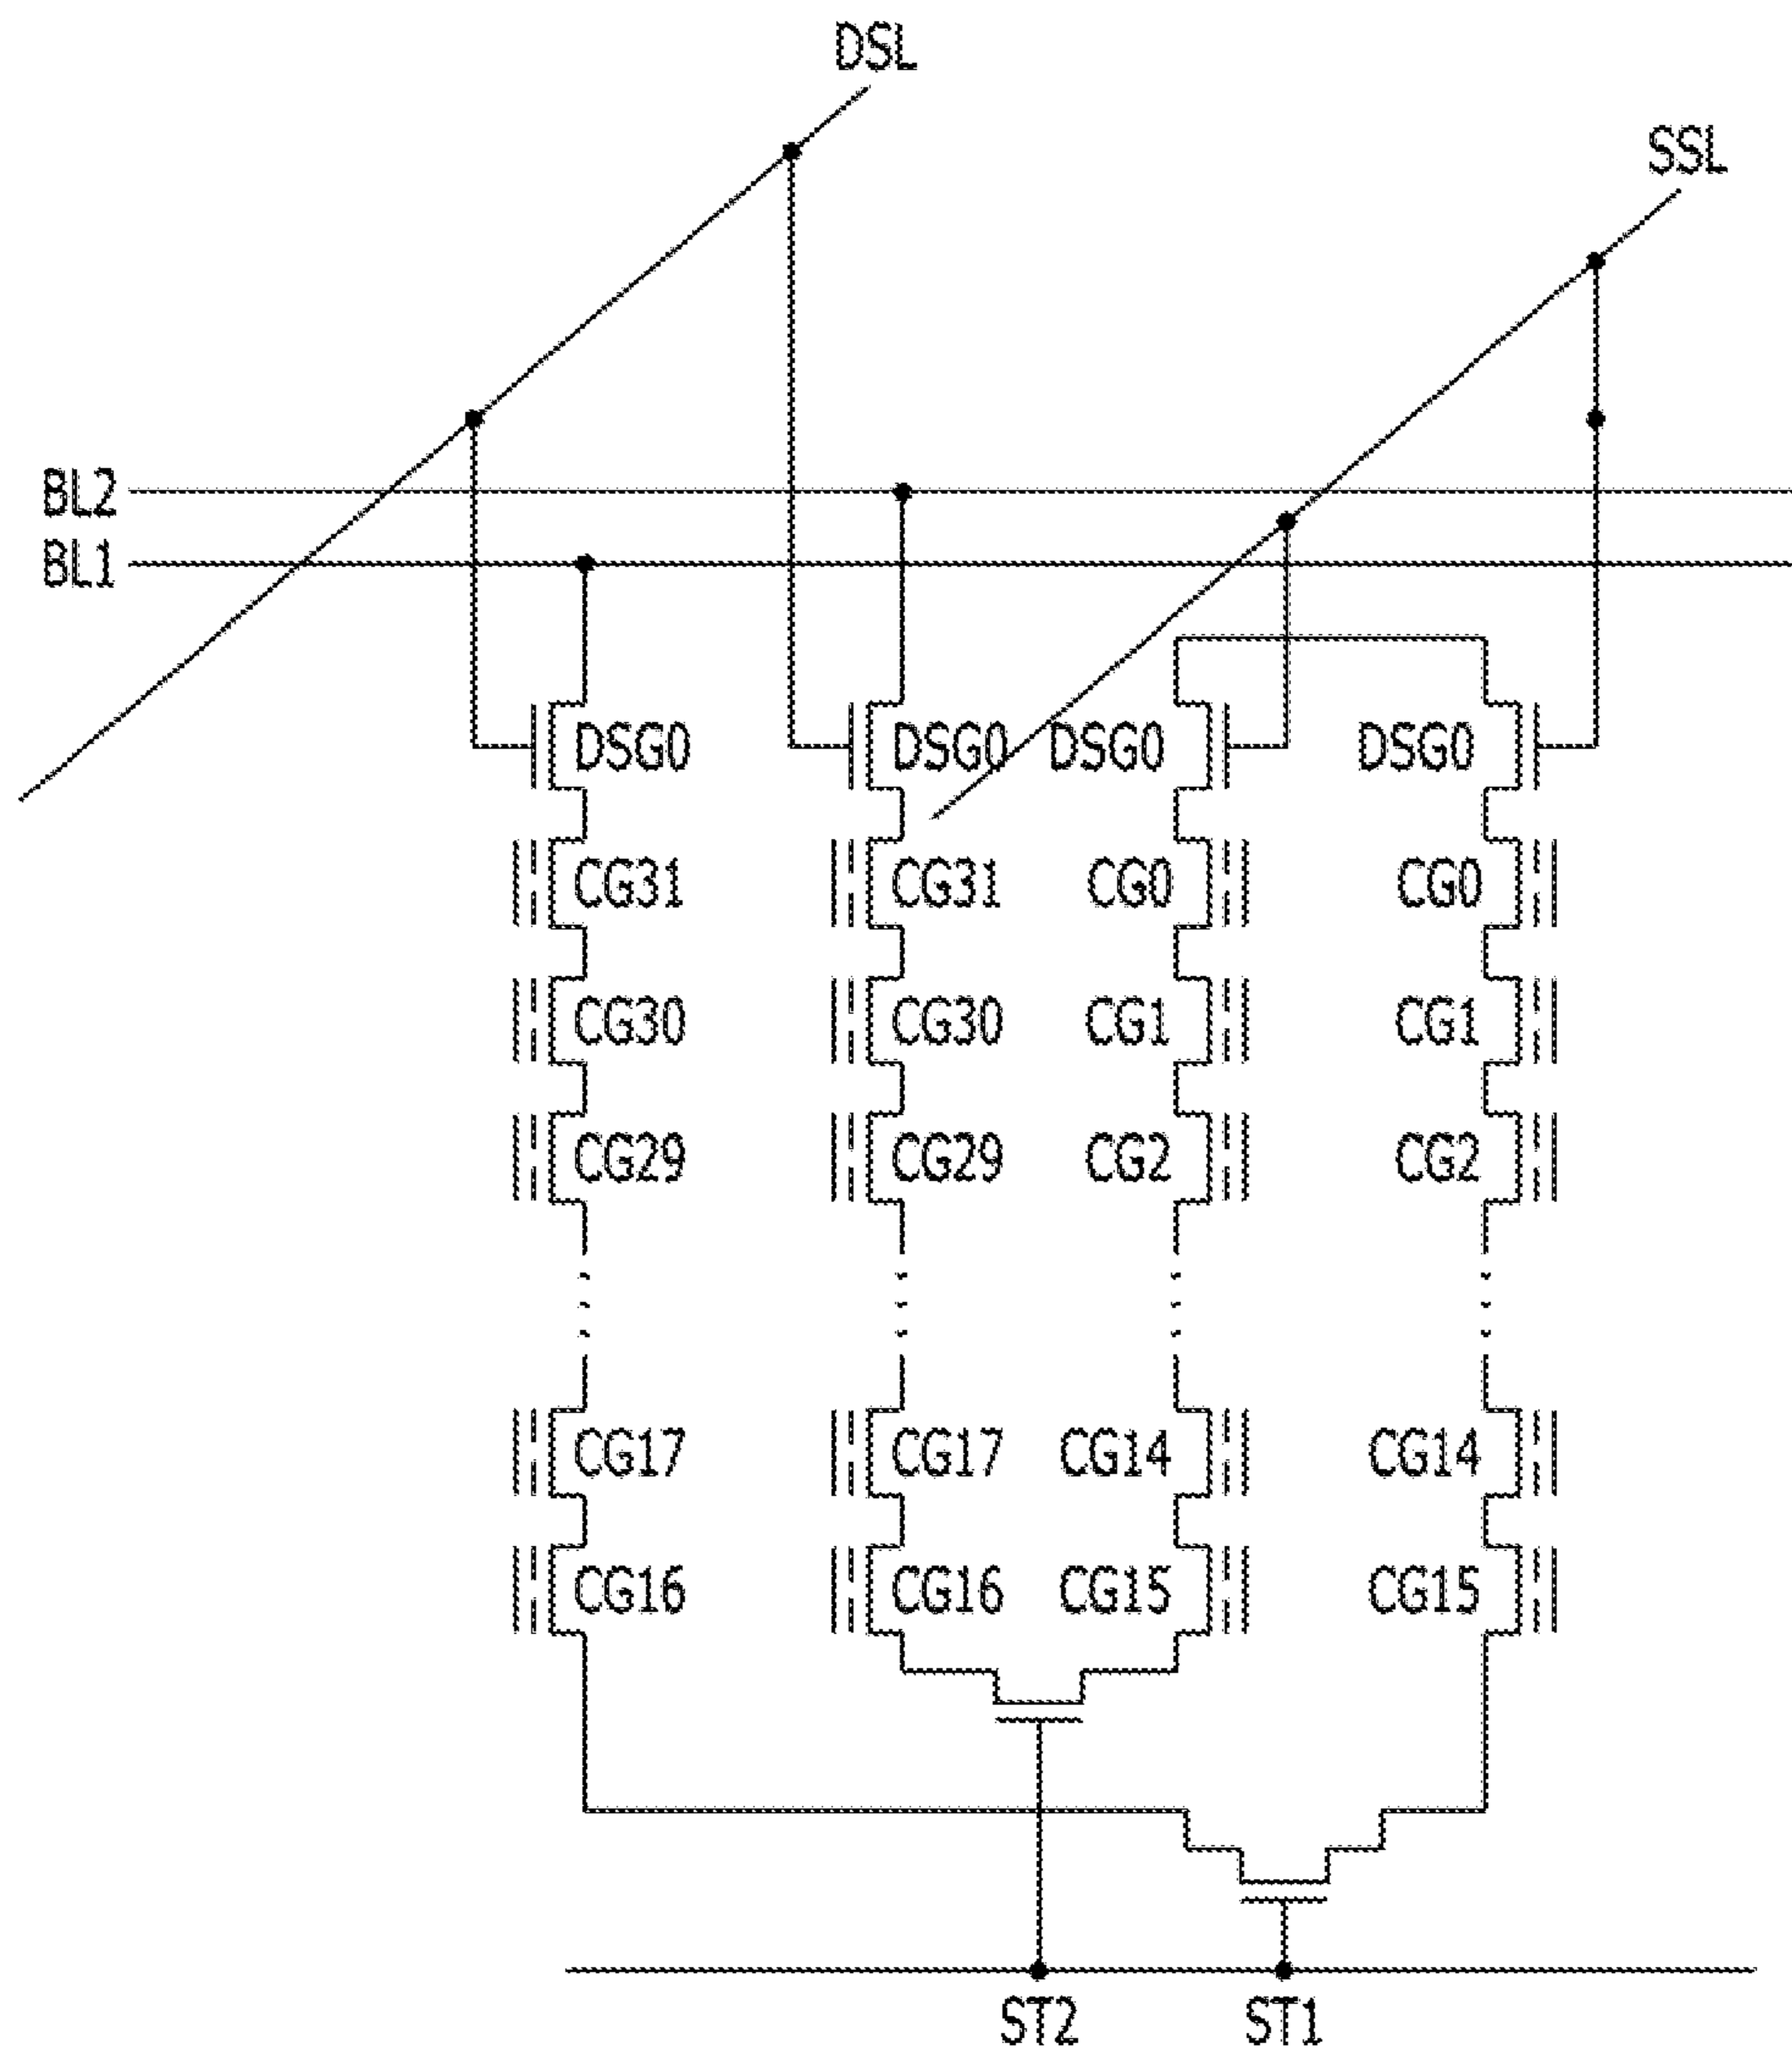 DSL
SSL
BL2
BL1
DSG0 DSG0 DSG0 DSG0
CG31 CG31 CG0 CG0
CG30 CG30 CG1 CG1
CG29 CG29 CG2 CG2
CG17 CG17 CG14 CG14
CG16 CG16 CG15 CG15
ST2 ST1